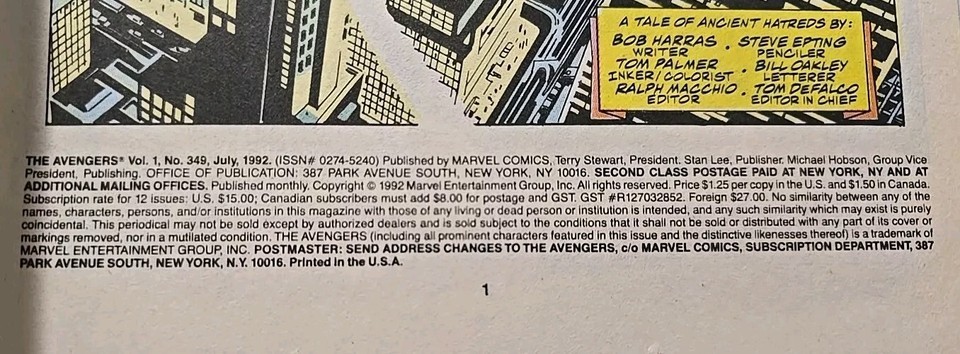 A TALE OF ANCIENT HATREDS BY:
BOB HARRAS • STEVE EPTING
WRITER PENCILER
TOM PALMER • BILL OAKLEY
INKER/COLORIST LETTERER
RALPH MACCHIO • TOM DEFALCO
EDITOR EDITOR IN CHIEF
THE AVENGERS® Vol. 1, No. 349, July, 1992. (ISSN# 0274-5240) Published by MARVEL COMICS, Terry Stewart, President. Stan Lee, Publisher. Michael Hobson, Group Vice
President, Publishing. OFFICE OF PUBLICATION: 387 PARK AVENUE SOUTH, NEW YORK, NY 10016. SECOND CLASS POSTAGE PAID AT NEW YORK, NY AND AT
ADDITIONAL MAILING OFFICES. Published monthly. Copyright © 1992 Marvel Entertainment Group, Inc. All rights reserved. Price $1.25 per copy in the U.S. and $1.50 in Canada.
Subscription rate for 12 issues: U.S. $15.00; Canadian subscribers must add $8.00 for postage and GST. GST #R127032852. Foreign $27.00. No similarity between any of the
names, characters, persons, and/or institutions in this magazine with those of any living or dead person or institution is intended, and any such similarity which may exist is purely
coincidental. This periodical may not be sold except by authorized dealers and is sold subject to the conditions that it shall not be sold or distributed with any part of its cover or
markings removed, nor in a mutilated condition. THE AVENGERS (including all prominent characters featured in this issue and the distinctive likenesses thereof) is a trademark of
MARVEL ENTERTAINMENT GROUP, INC. POSTMASTER: SEND ADDRESS CHANGES TO THE AVENGERS, c/o MARVEL COMICS, SUBSCRIPTION DEPARTMENT, 387
PARK AVENUE SOUTH, NEW YORK, N.Y. 10016. Printed in the U.S.A.
1